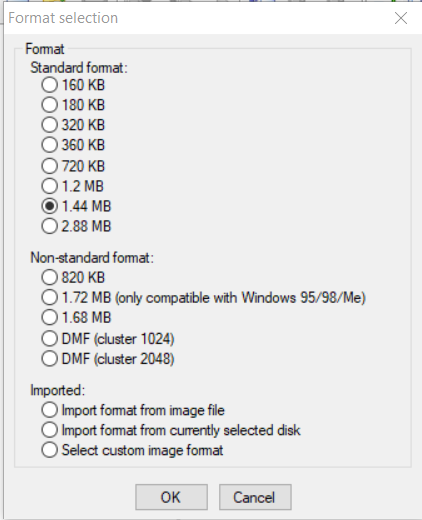 Format selection
Format
Standard format:
160 KB
180 KB
320 KB
360 KB
720 KB
1.2 MB
1.44 MB
2.88 MB
Non-standard format:
820 KB
1.72 MB (only compatible with Windows 95/98/Me)
1.68 MB
DMF (cluster 1024)
DMF (cluster 2048)
Imported:
Import format from image file
Import format from currently selected disk
Select custom image format
OK
Cancel